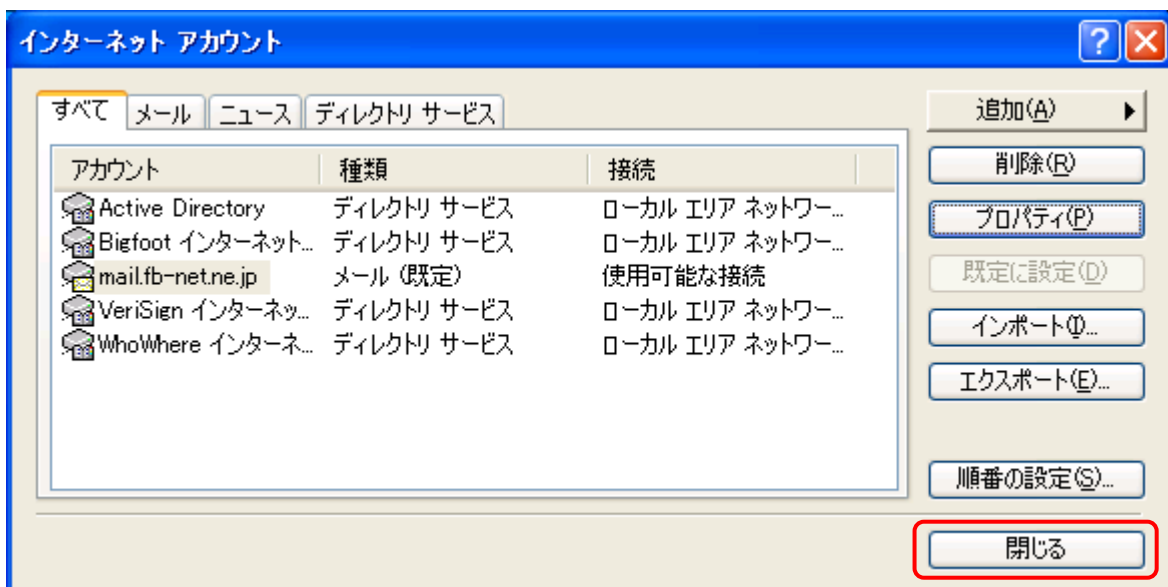 インターネット アカウント
すべて メール ニュース ディレクトリ サービス
追加(A)
アカウント 種類 接続
削除(R)
Active Directory ディレクトリ サービス ローカル エリア ネットワー...
プロパティ(P)
Bigfoot インターネット... ディレクトリ サービス ローカル エリア ネットワー...
mail.fb-net.ne.jp メール (既定) 使用可能な接続
既定に設定(D)
VeriSign インターネッ... ディレクトリ サービス ローカル エリア ネットワー...
インポート(I)...
WhoWhere インターネ... ディレクトリ サービス ローカル エリア ネットワー...
エクスポート(E)...
順番の設定(S)...
閉じる